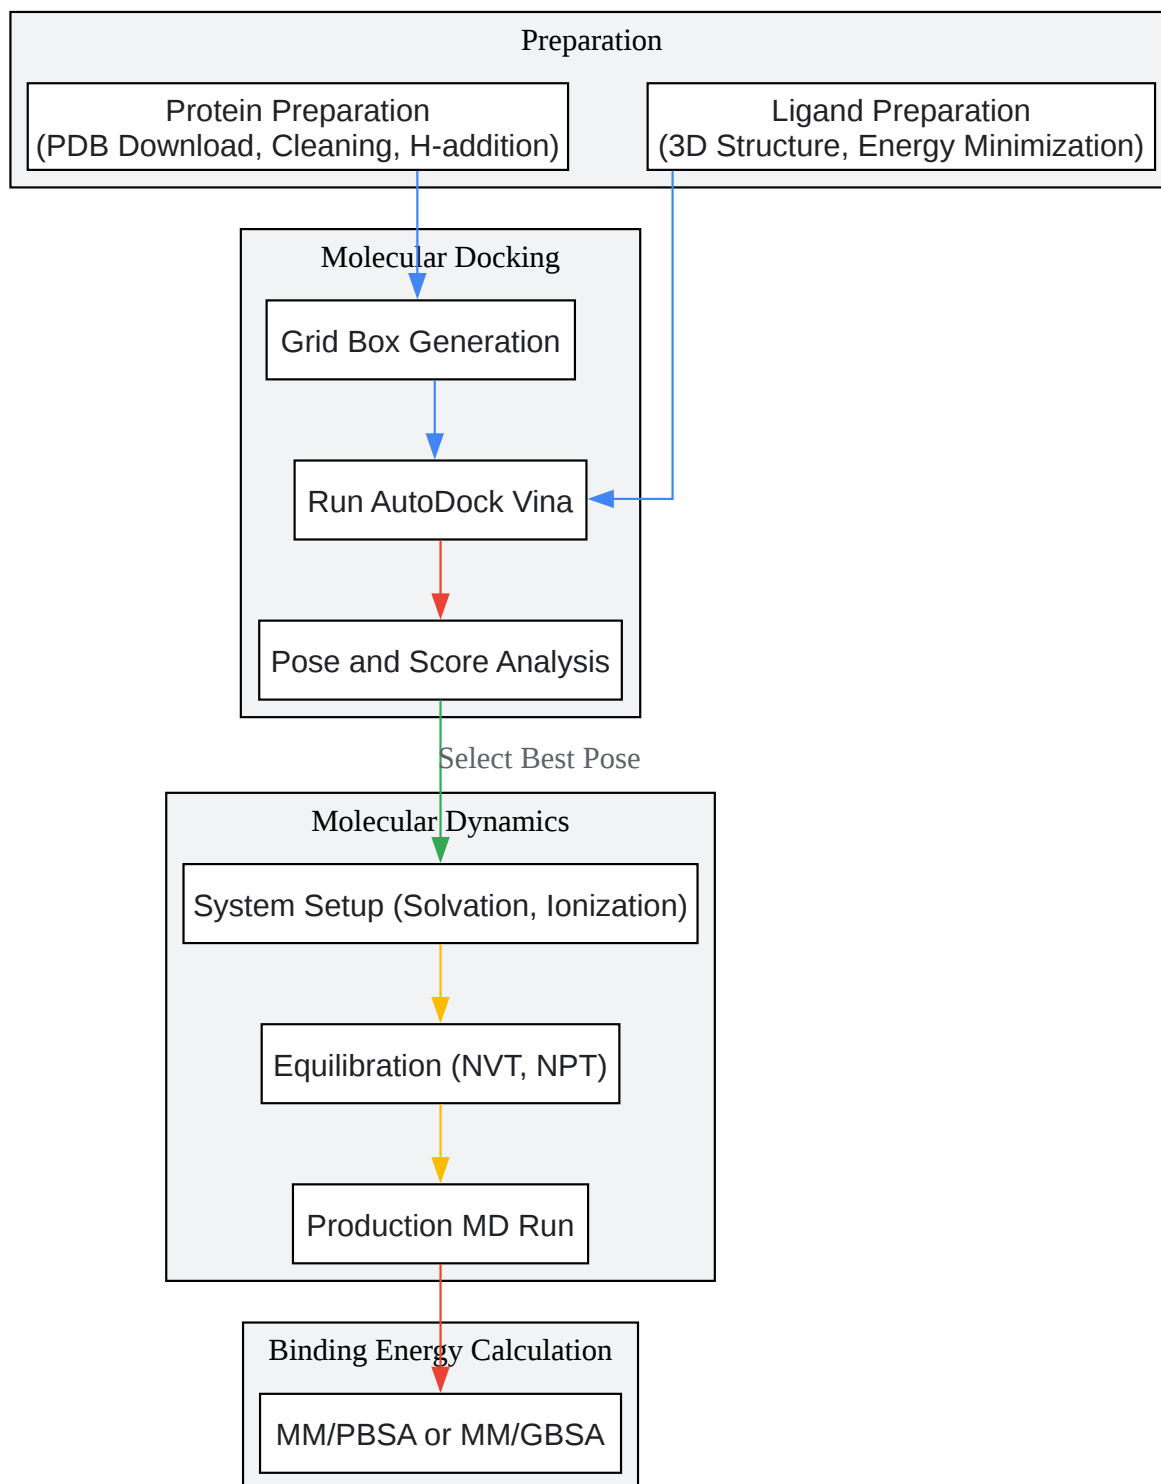 Preparation
Protein Preparation
(PDB Download, Cleaning, H-addition)
Ligand Preparation
(3D Structure, Energy Minimization)
Molecular Docking
Grid Box Generation
Run AutoDock Vina
Pose and Score Analysis
Select Best Pose
Molecular Dynamics
System Setup (Solvation, Ionization)
Equilibration (NVT, NPT)
Production MD Run
Binding Energy Calculation
MM/PBSA or MM/GBSA